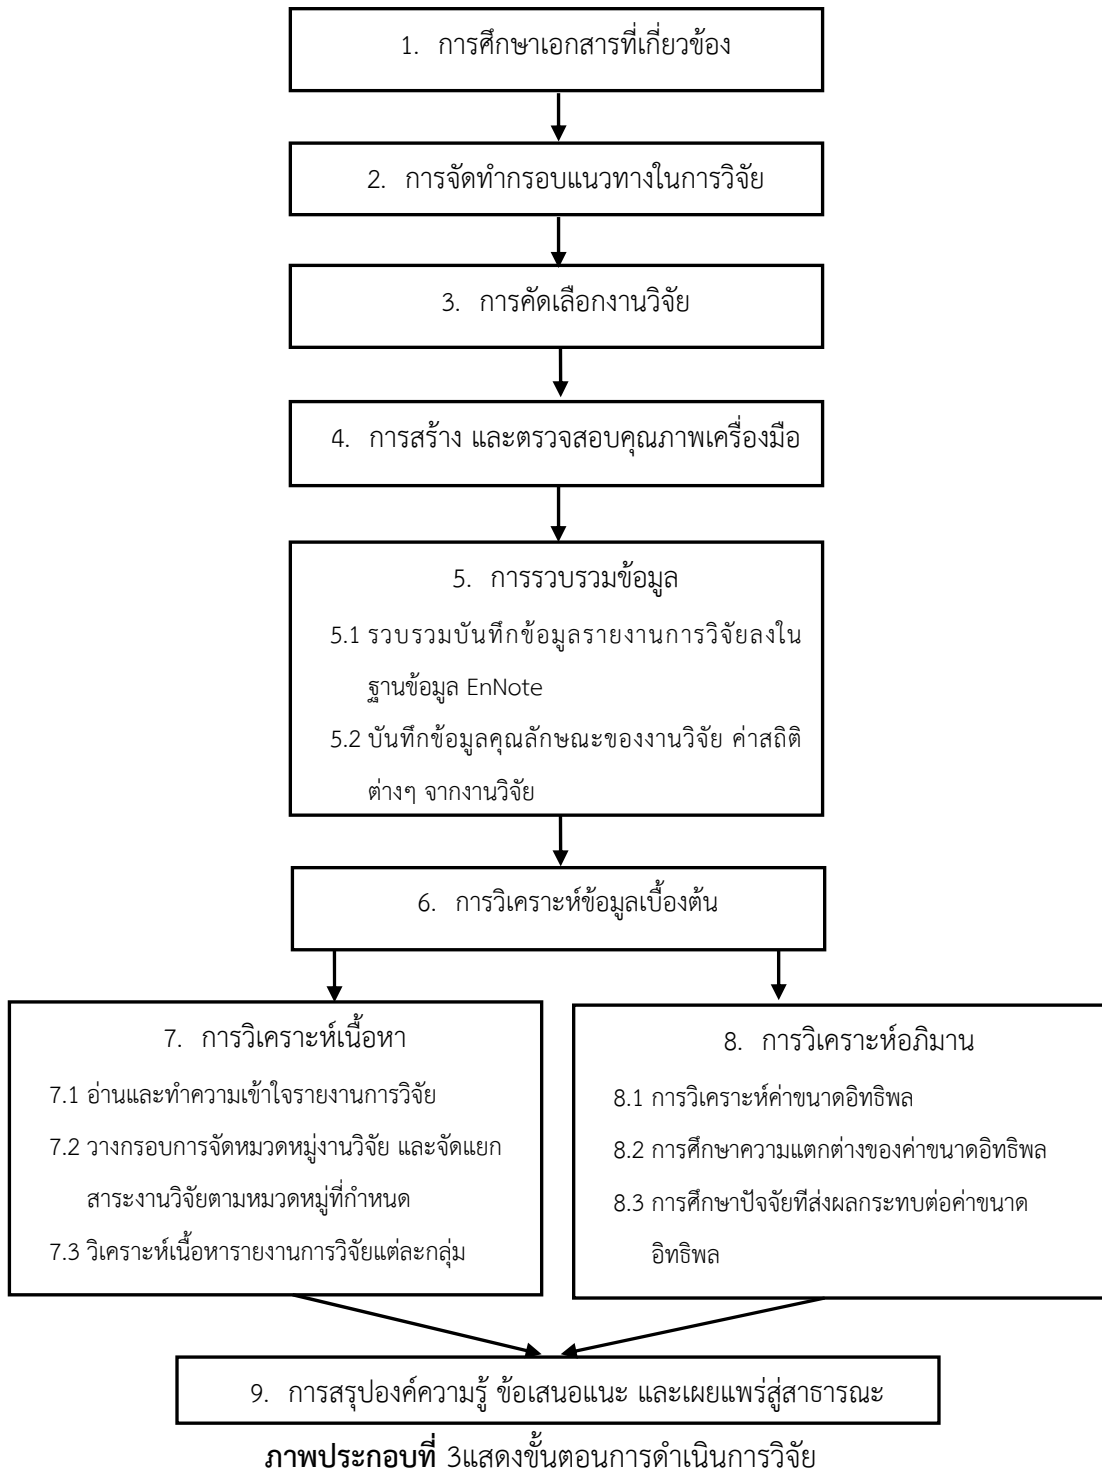 1. การศึกษาเอกสารที่เกี่ยวข้อง
2. การจัดทำกรอบแนวทางในการวิจัย
3. การคัดเลือกงานวิจัย
4. การสร้าง และตรวจสอบคุณภาพเครื่องมือ
5. การรวบรวมข้อมูล
5.1 รวบรวมบันทึกข้อมูลรายงานการวิจัยลงใน
ฐานข้อมูล EnNote
5.2 บันทึกข้อมูลคุณลักษณะของงานวิจัย ค่าสถิติ
ต่างๆ จากงานวิจัย
6. การวิเคราะห์ข้อมูลเบื้องต้น
7. การวิเคราะห์เนื้อหา
7.1 อ่านและทำความเข้าใจรายงานการวิจัย
7.2 วางกรอบการจัดหมวดหมู่งานวิจัย และจัดแยก
สาระงานวิจัยตามหมวดหมู่ที่กำหนด
7.3 วิเคราะห์เนื้อหารายงานการวิจัยแต่ละกลุ่ม
8. การวิเคราะห์อภิมาน
8.1 การวิเคราะห์ค่าขนาดอิทธิพล
8.2 การศึกษาความแตกต่างของค่าขนาดอิทธิพล
8.3 การศึกษาปัจจัยทีส่งผลกระทบต่อค่าขนาด
อิทธิพล
9. การสรุปองค์ความรู้ ข้อเสนอแนะ และเผยแพร่สู่สาธารณะ
ภาพประกอบที่ 3แสดงขั้นตอนการดำเนินการวิจัย